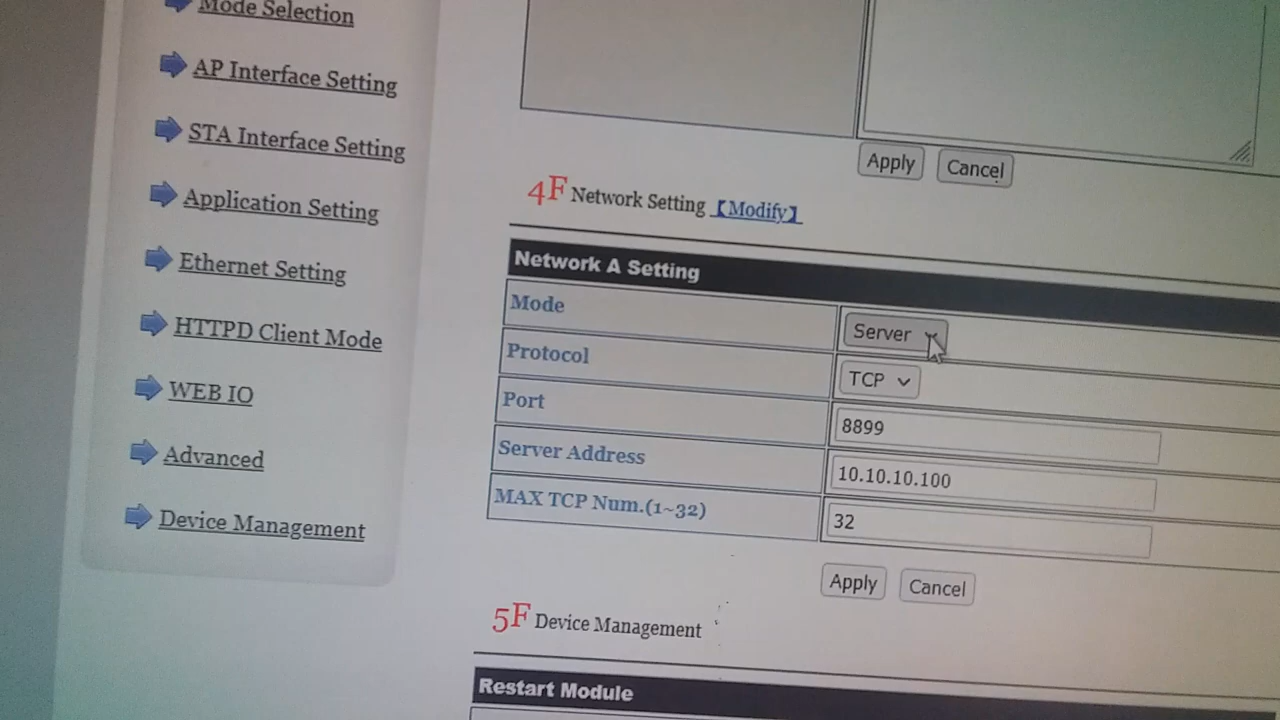 Mode Selection
AP Interface Setting
STA Interface Setting
Application Setting
Ethernet Setting
HTTPD Client Mode
WEB IO
Advanced
Device Management
Apply Cancel
4F Network Setting 【Modify】
Network A Setting
Mode Server
Protocol TCP
Port 8899
Server Address 10.10.10.100
MAX TCP Num.(1~32) 32
Apply Cancel
5F Device Management
Restart Module